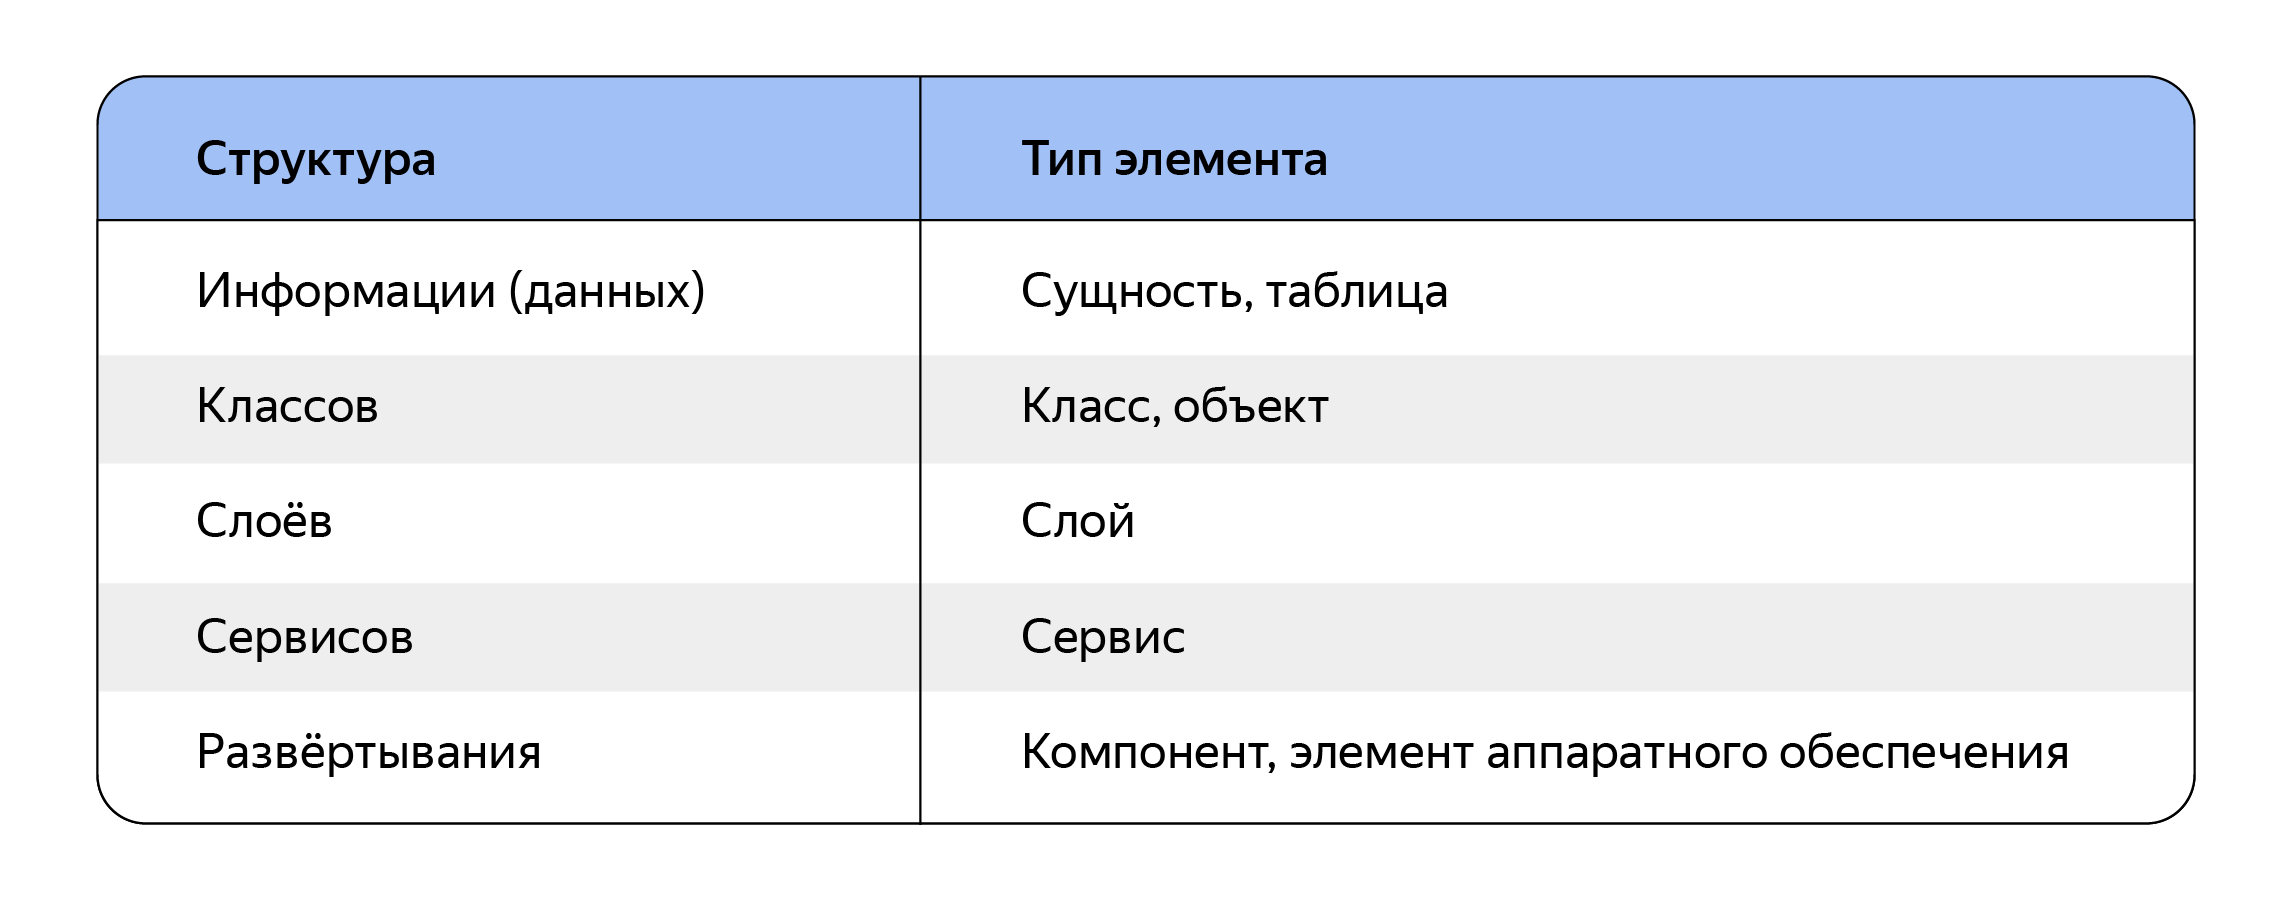 Структура Тип элемента
Информации (данных) Сущность, таблица
Классов Класс, объект
Слоёв Слой
Сервисов Сервис
Развёртывания Компонент, элемент аппаратного обеспечения